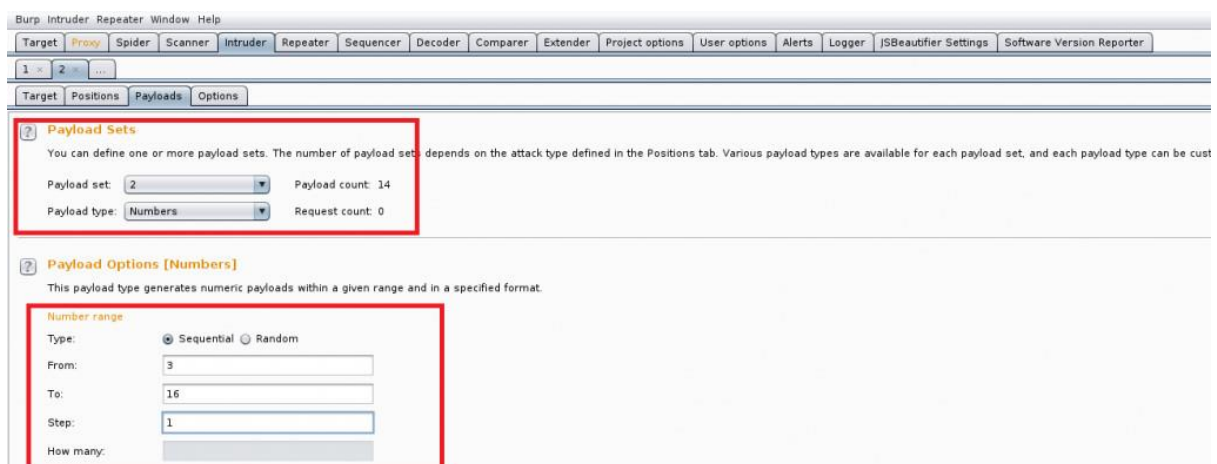 Burp Intruder Repeater Window Help
Target Proxy Spider Scanner Intruder Repeater Sequencer Decoder Comparer Extender Project options User options Alerts Logger JSBeautifier Settings Software Version Reporter
1 × 2 × ...
Target Positions Payloads Options
? Payload Sets
You can define one or more payload sets. The number of payload sets depends on the attack type defined in the Positions tab. Various payload types are available for each payload set, and each payload type can be cust
Payload set: 2 Payload count: 14
Payload type: Numbers Request count: 0
? Payload Options [Numbers]
This payload type generates numeric payloads within a given range and in a specified format.
Number range
Type: Sequential Random
From: 3
To: 16
Step: 1
How many: